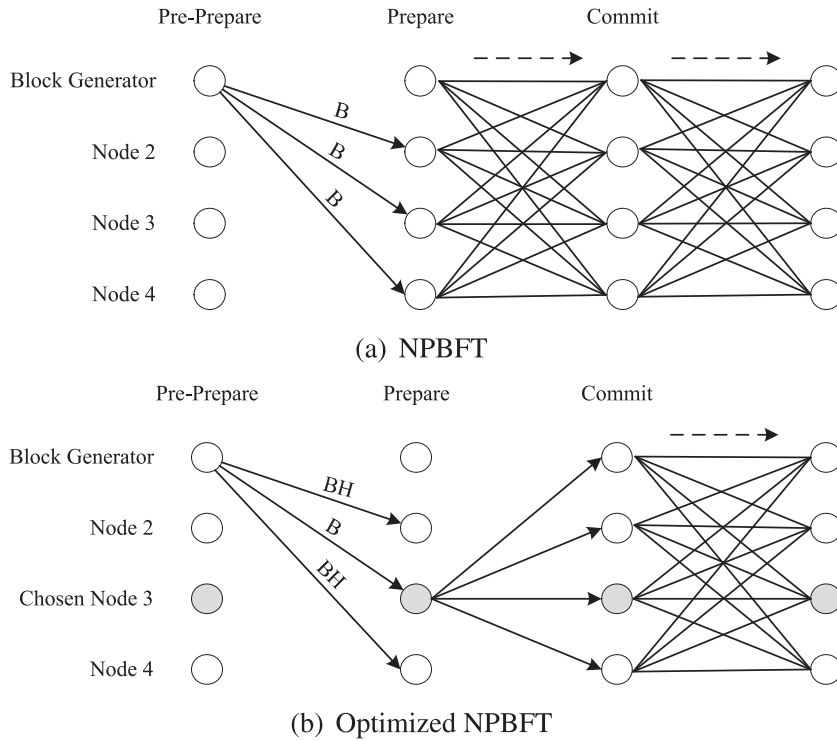 Pre-Prepare Prepare Commit
Block Generator
B
Node 2
B
B
Node 3
Node 4
(a) NPBFT
Pre-Prepare Prepare Commit
Block Generator
BH
Node 2
B
BH
Chosen Node 3
Node 4
(b) Optimized NPBFT